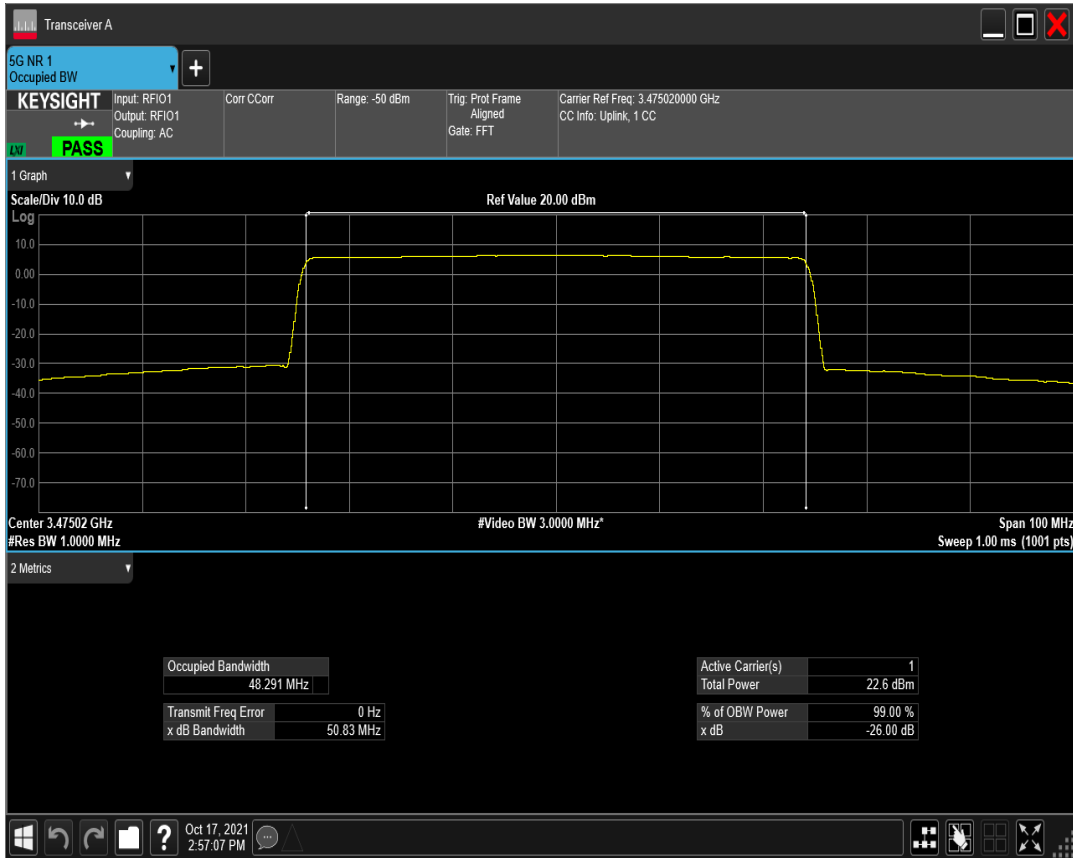 Transceiver A
5G NR 1
Occupied BW
KEYSIGHT
LXI
PASS
Input: RFIO1
Output: RFIO1
Coupling: AC
Corr CCorr
Range: -50 dBm
Trig: Prot Frame
Aligned
Gate: FFT
Carrier Ref Freq: 3.475020000 GHz
CC Info: Uplink, 1 CC
1 Graph
Scale/Div 10.0 dB
Ref Value 20.00 dBm
Log
10.0
0.00
-10.0
-20.0
-30.0
-40.0
-50.0
-60.0
-70.0
Center 3.47502 GHz
#Video BW 3.0000 MHz*
Span 100 MHz
#Res BW 1.0000 MHz
Sweep 1.00 ms (1001 pts)
2 Metrics
Occupied Bandwidth
48.291 MHz
Transmit Freq Error 0 Hz
x dB Bandwidth 50.83 MHz
Active Carrier(s) 1
Total Power 22.6 dBm
% of OBW Power 99.00 %
x dB -26.00 dB
Oct 17, 2021
2:57:07 PM